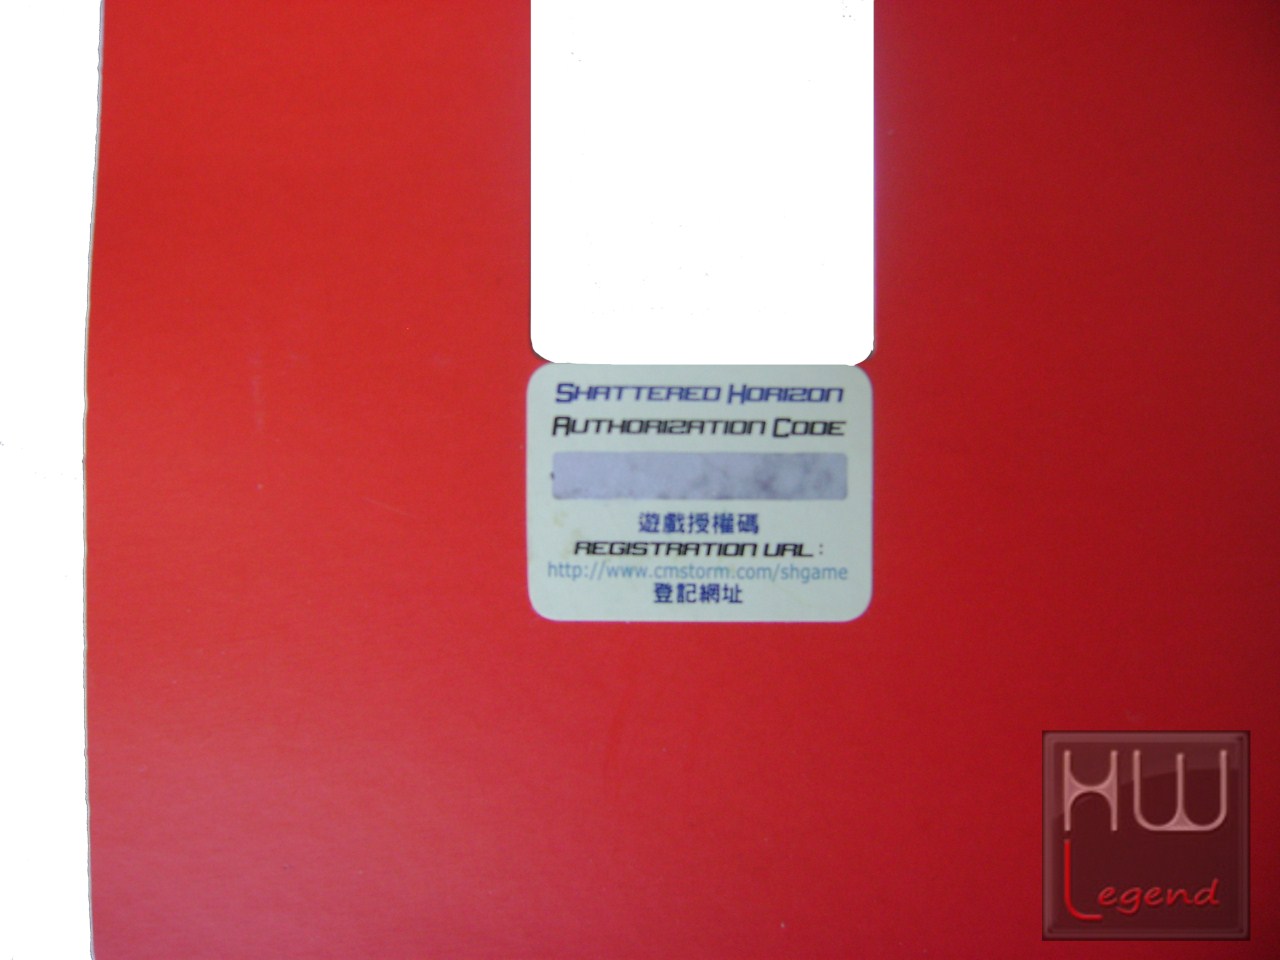 Shattered Horizon
Authorization Code
遊戲授權碼
Registration URL:
http://www.cmstorm.com/shgame
登記網址
HW
Legend